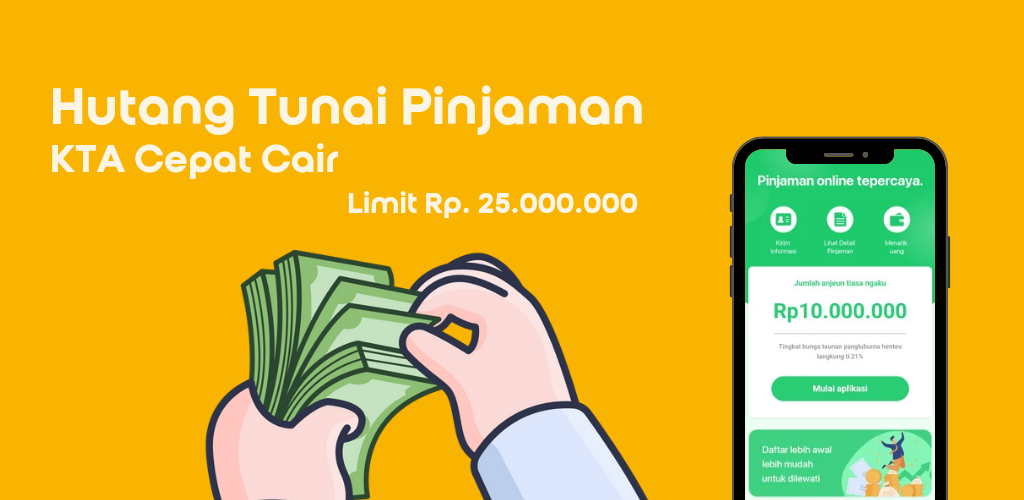 Hutang Tunai Pinjaman
KTA Cepat Cair
Limit Rp. 25.000.000
Pinjaman online tepercaya.
Kirim
Informasi
Lihat Detail
Pinjaman
Menarik
uang
Jumlah anjeun tiasa ngaku
Rp10.000.000
Tingkat bunga taunan pangluhurna henteu
langkung ti 21%
Mulai aplikasi
Daftar lebih awal
lebih mudah
untuk dilewati